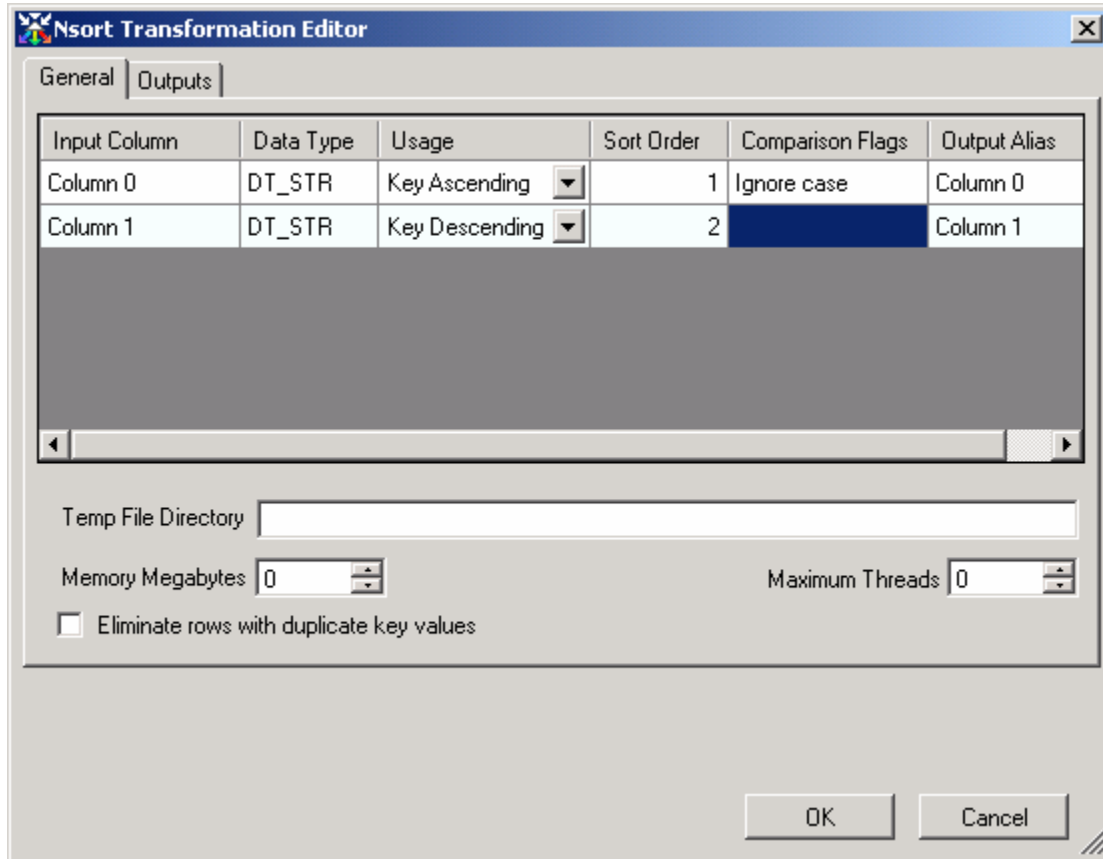 Nsort Transformation Editor
General Outputs
Input Column Data Type Usage Sort Order Comparison Flags Output Alias
Column 0 DT_STR Key Ascending 1 Ignore case Column 0
Column 1 DT_STR Key Descending 2 Column 1
Temp File Directory
Memory Megabytes 0 Maximum Threads 0
Eliminate rows with duplicate key values
OK Cancel